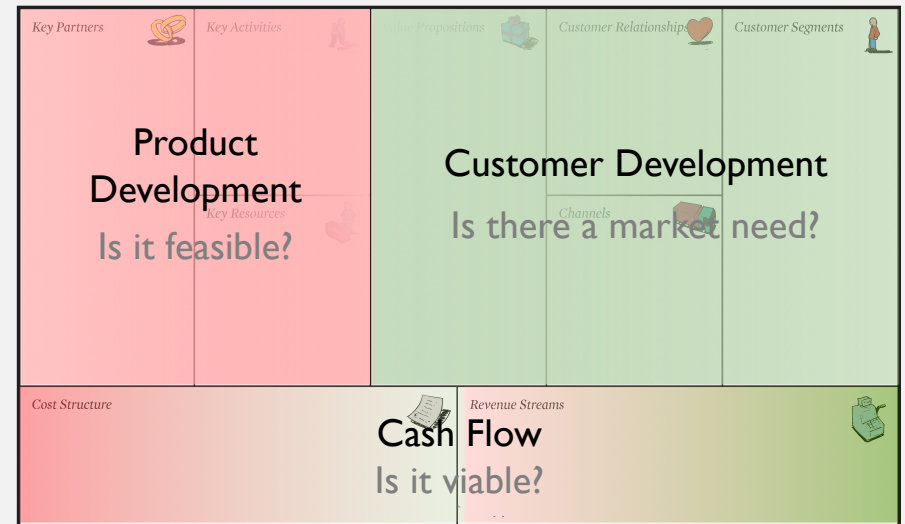 Key Partners
Key Activities
Propositions
Customer Relationships
Customer Segments
Product
Development
Customer Development
Key Resources
Channels
Is it feasible?
Is there a market need?
Cost Structure
Revenue Streams
Cash Flow
Is it viable?